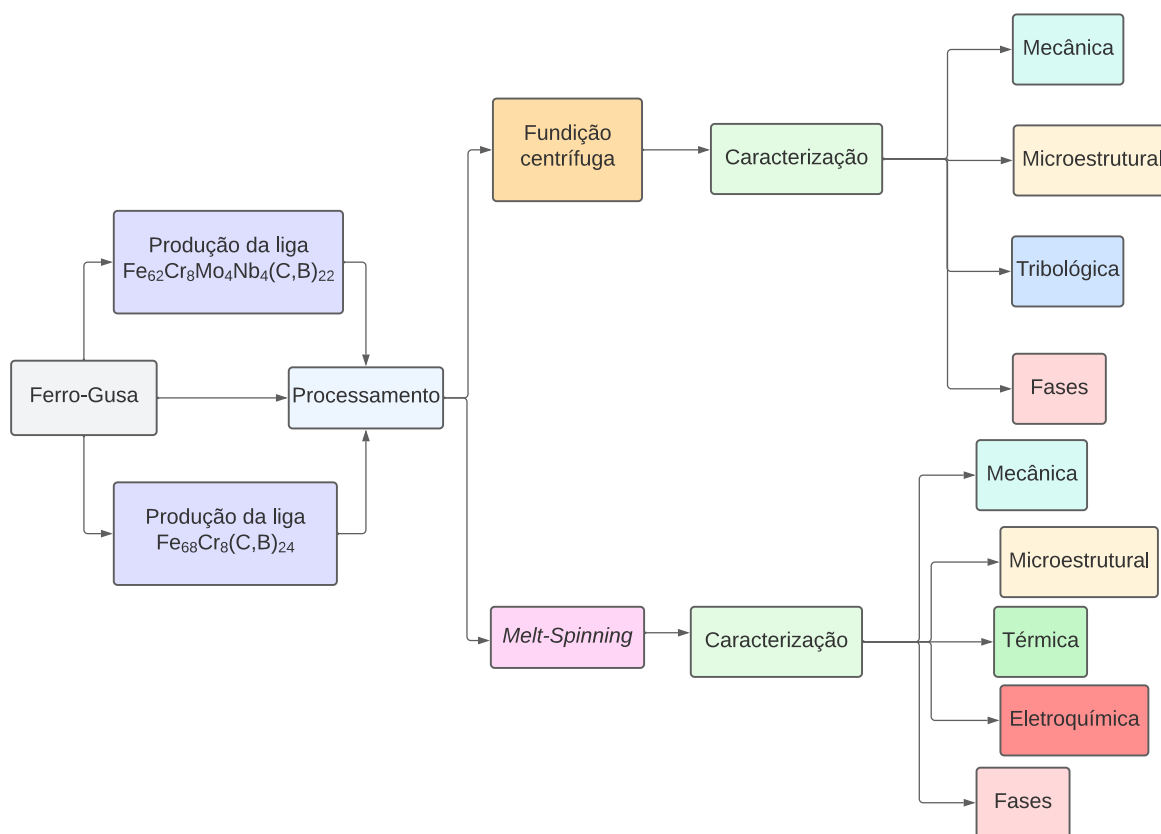 Mecânica
Fundição
centrífuga
Caracterização
Microestrutural
Produção da liga
Fe₆₂Cr₈Mo₄Nb₄(C,B)₂₂
Tribológica
Ferro-Gusa
Processamento
Fases
Mecânica
Produção da liga
Fe₆₈Cr₈(C,B)₂₄
Microestrutural
Melt-Spinning
Caracterização
Térmica
Eletroquímica
Fases